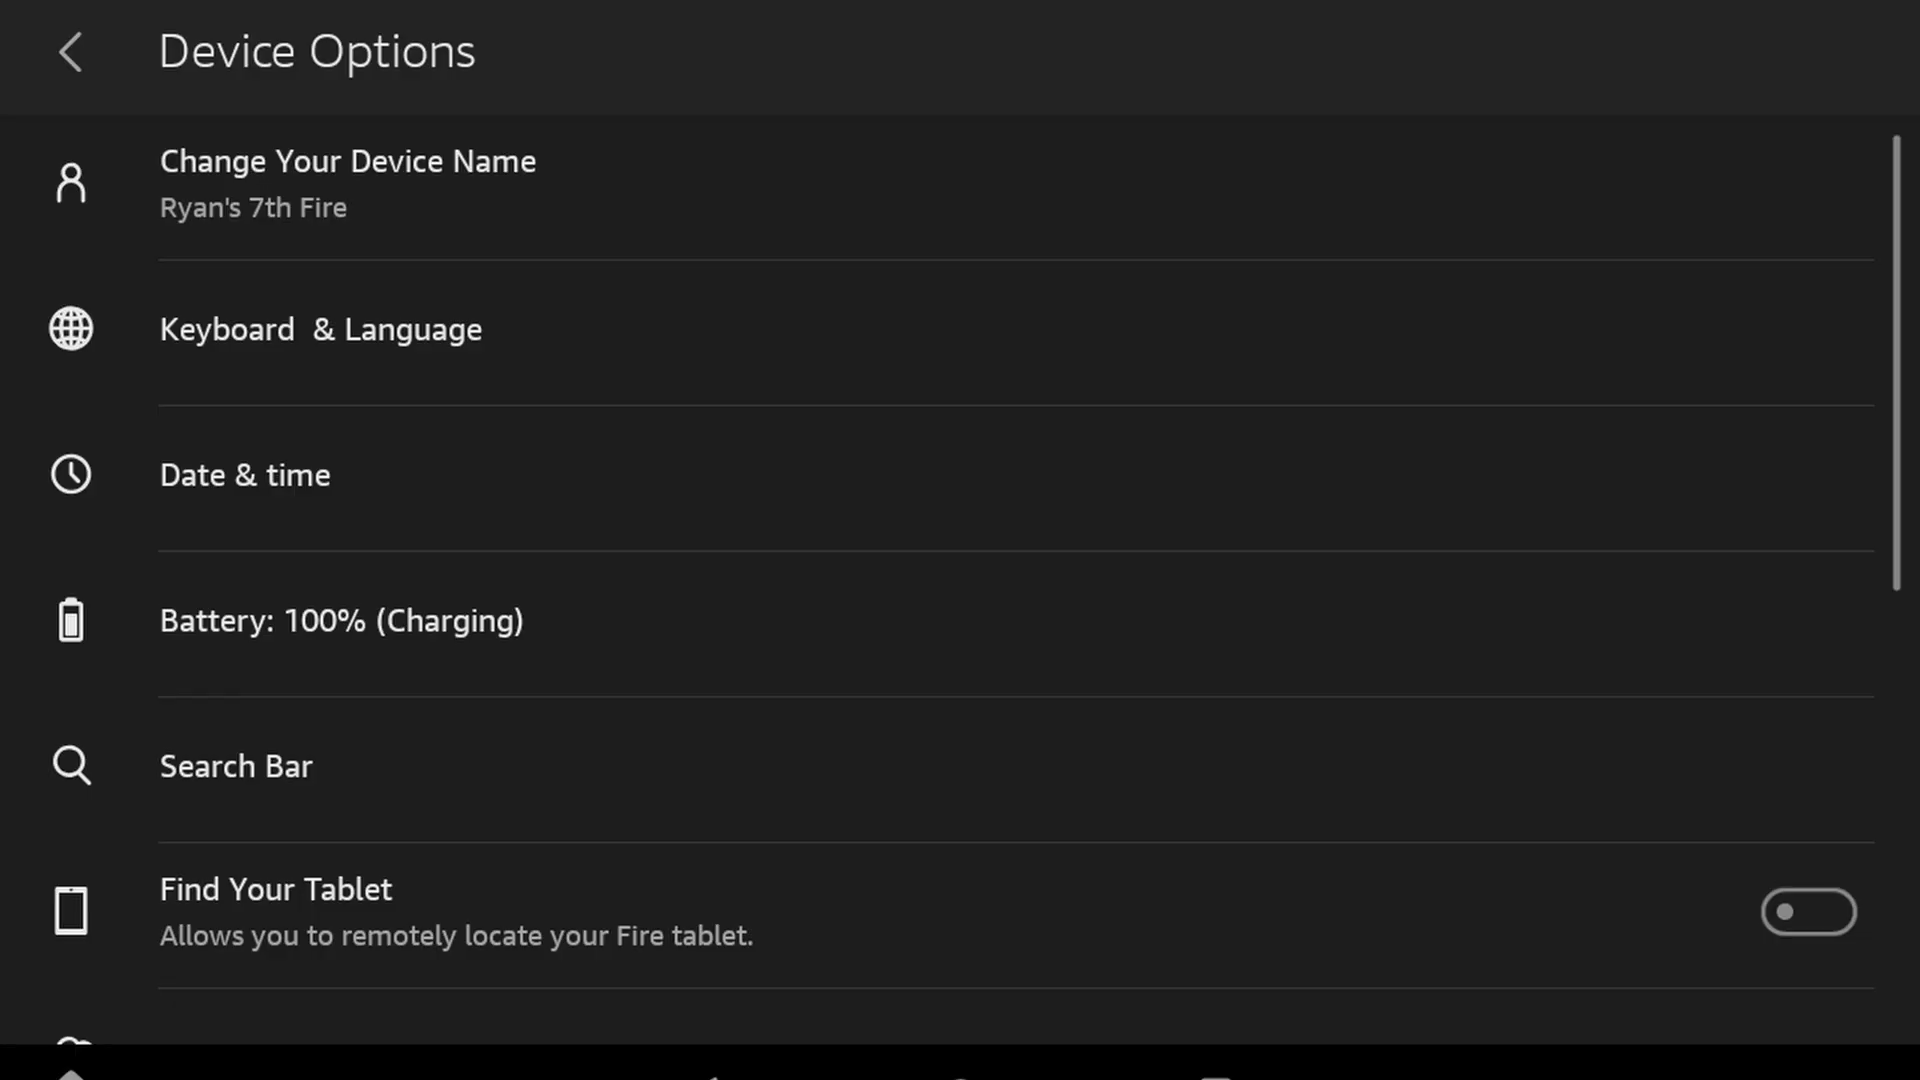 Device Options
Change Your Device Name
Ryan's 7th Fire
Keyboard  & Language
Date & time
Battery: 100% (Charging)
Search Bar
Find Your Tablet
Allows you to remotely locate your Fire tablet.